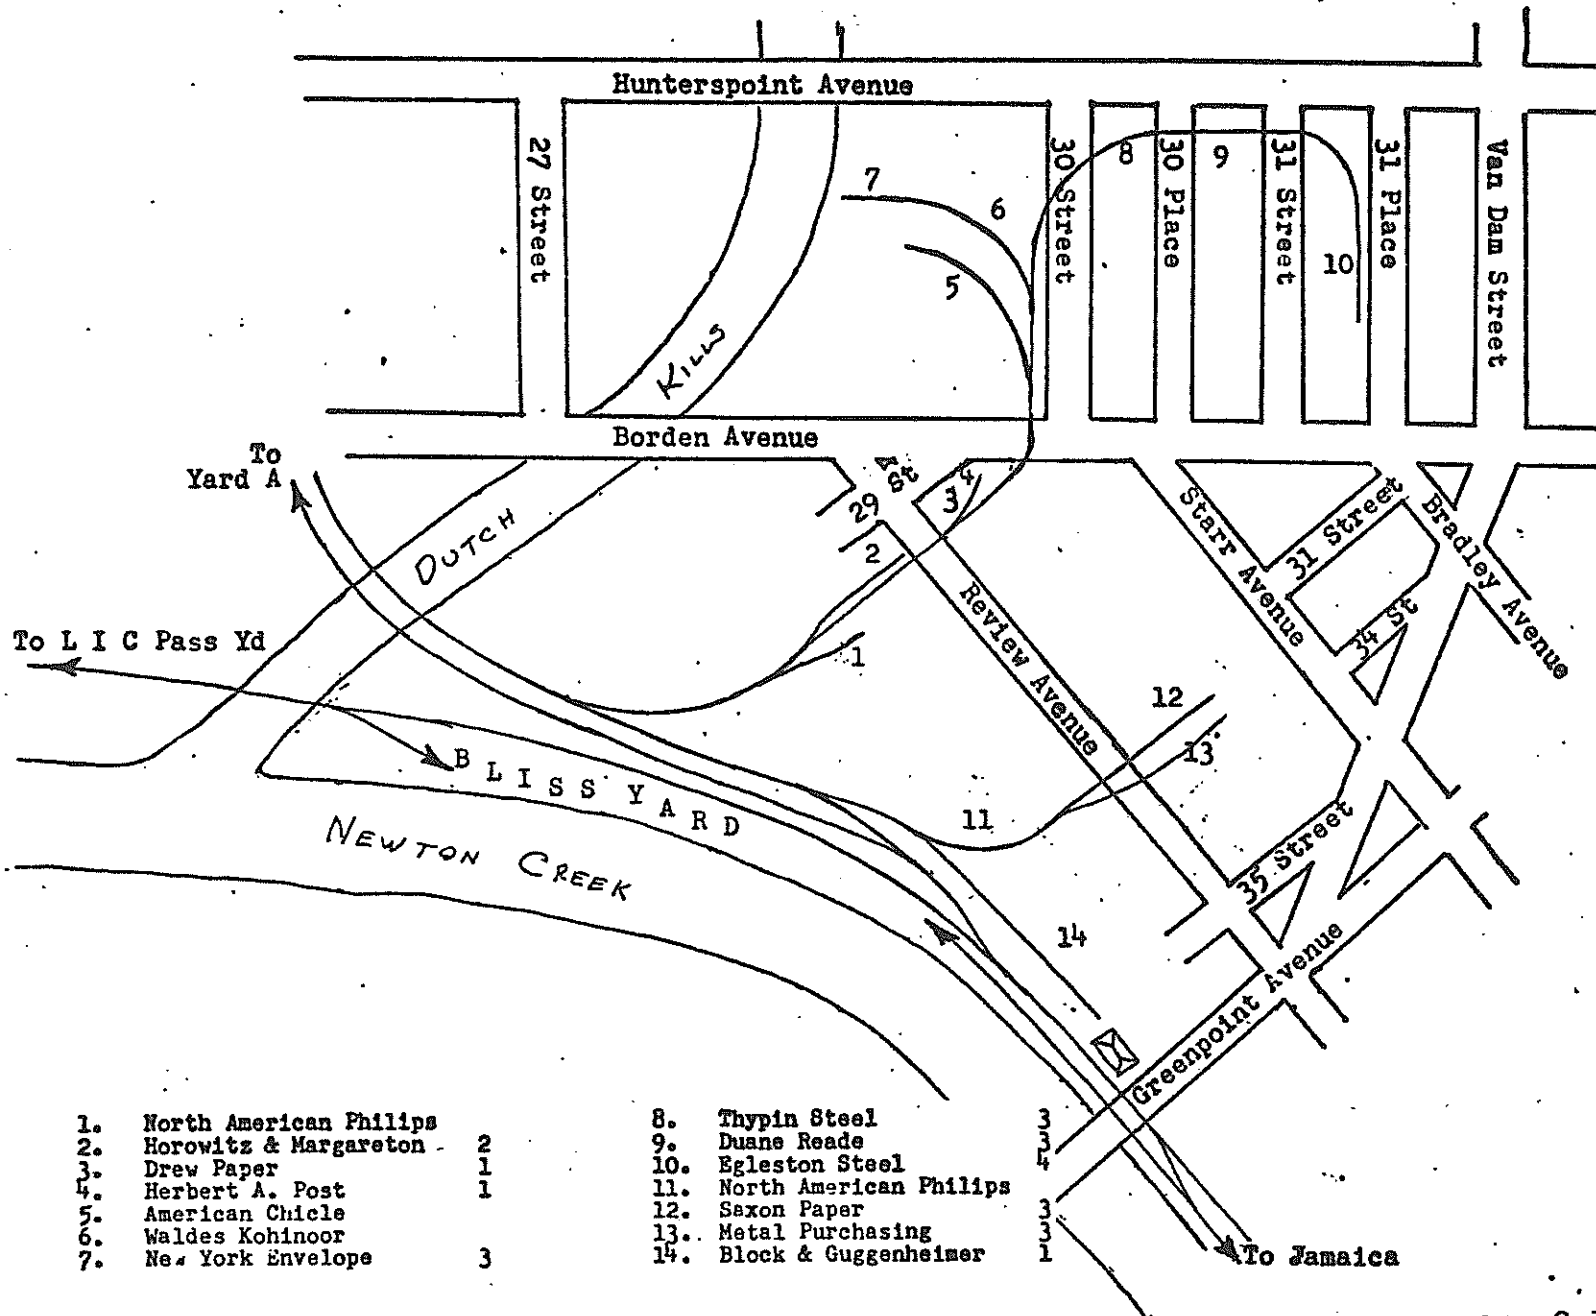 Hunterspoint Avenue
27 Street
30 Street
30 Place
31 Street
31 Place
Van Dam Street
7
6
5
8
9
10
KILLS
Borden Avenue
To
Yard A
DUTCH
29 St
4
3
2
1
Starr Avenue
31 Street
Bradley Avenue
34 St
Review Avenue
To L I C Pass Yd
12
13
11
BLISS YARD
NEWTON CREEK
14
35 Street
Greenpoint Avenue
To Jamaica
1. North American Philips
2. Horowitz & Margareton - 2
3. Drew Paper 1
4. Herbert A. Post 1
5. American Chicle
6. Waldes Kohinoor
7. New York Envelope 3
8. Thypin Steel 3
9. Duane Reade 3
10. Egleston Steel 4
11. North American Philips
12. Saxon Paper 3
13. Metal Purchasing 3
14. Block & Guggenheimer 1